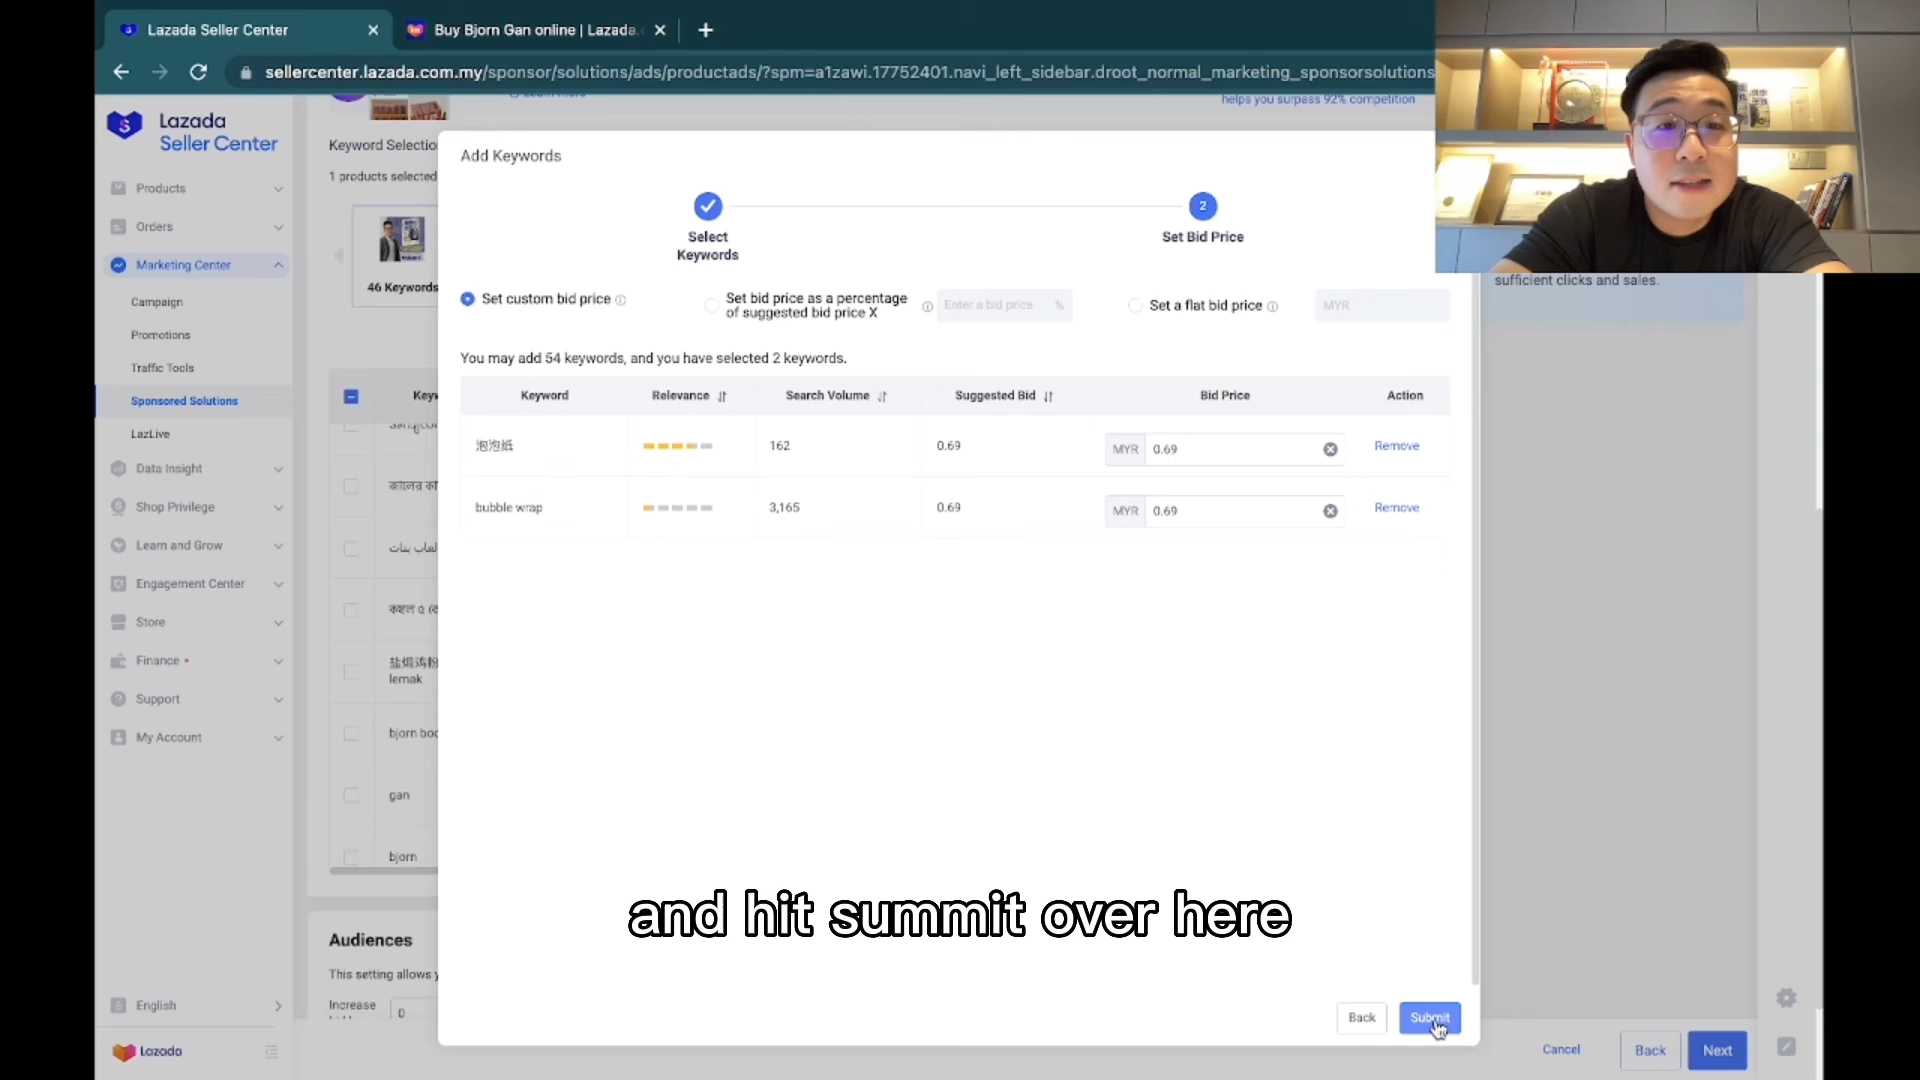 Lazada Seller Center
Buy Bjorn Gan online | Lazada.
sellercenter.lazada.com.my/sponsor/solutions/ads/productads/?spm=a1zawi.17752401.navi_left_sidebar.droot_normal_marketing_sponsorsolutions
Lazada
Seller Center
Products
Orders
Marketing Center
Campaign
Promotions
Traffic Tools
Sponsored Solutions
LazLive
Data Insight
Shop Privilege
Learn and Grow
Engagement Center
Store
Finance
Support
My Account
English
Lazada
Learn more
helps you surpass 92% competition
Keyword Selectio
1 products selected
46 Keywords
Keyw
ألعاب بنات
lemak
bjorn boo
gan
bjorn
Audiences
This setting allows y
Increase
0
Add Keywords
2
Select
Keywords
Set Bid Price
Set custom bid price
Set bid price as a percentage
of suggested bid price X
Enter a bid price %
Set a flat bid price
MYR
You may add 54 keywords, and you have selected 2 keywords.
Keyword Relevance Search Volume Suggested Bid Bid Price Action
泡泡纸 162 0.69 MYR 0.69 Remove
bubble wrap 3,165 0.69 MYR 0.69 Remove
sufficient clicks and sales.
and hit summit over here
Back Submit
Cancel Back Next